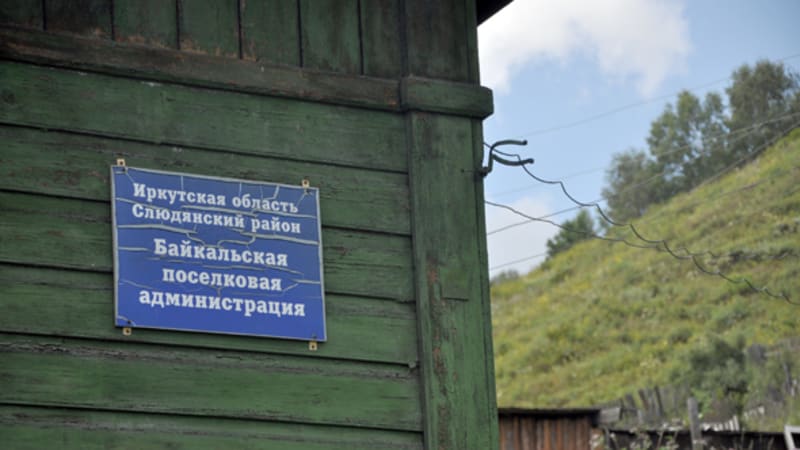 Иркутская область
Слюдянский район
Байкальская
поселковая
администрация